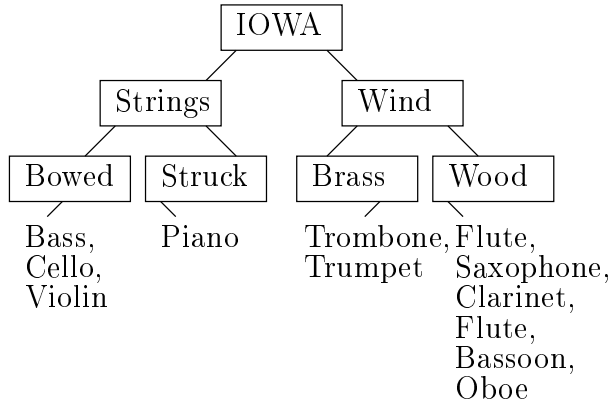 IOWA
Strings
Wind
Bowed
Struck
Brass
Wood
Bass,
Cello,
Violin
Piano
Trombone,
Trumpet
Flute,
Saxophone,
Clarinet,
Flute,
Bassoon,
Oboe